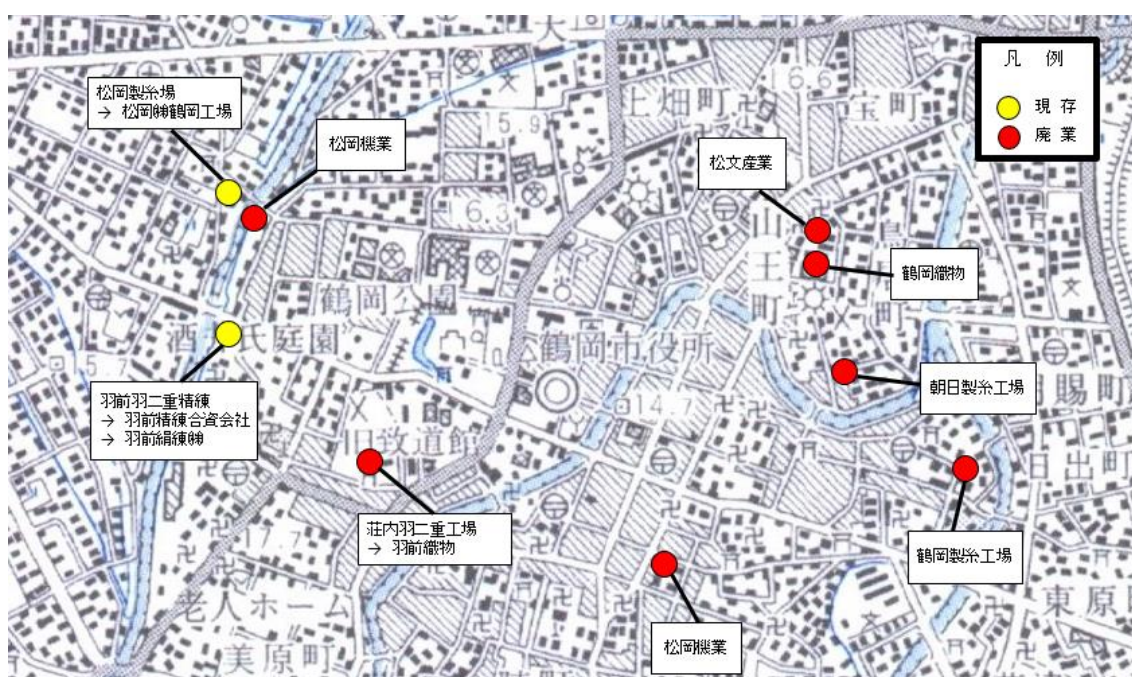 凡　例
現存
廃業
松岡製糸場
→ 松岡㈱鶴岡工場
松岡機業
松文産業
鶴岡織物
朝日製糸工場
鶴岡製糸工場
羽前羽二重精練
→ 羽前精練合資会社
→ 羽前絹練㈱
荘内羽二重工場
→ 羽前織物
松岡機業
上畑町
宝町
15.9
16.6
6.3
山王町
鶴岡公園
氏庭園
鶴岡市役所
14.7
15.7
旧致道館
17.7
老人ホーム
美原町
日出町
東原
賜町
大
酒